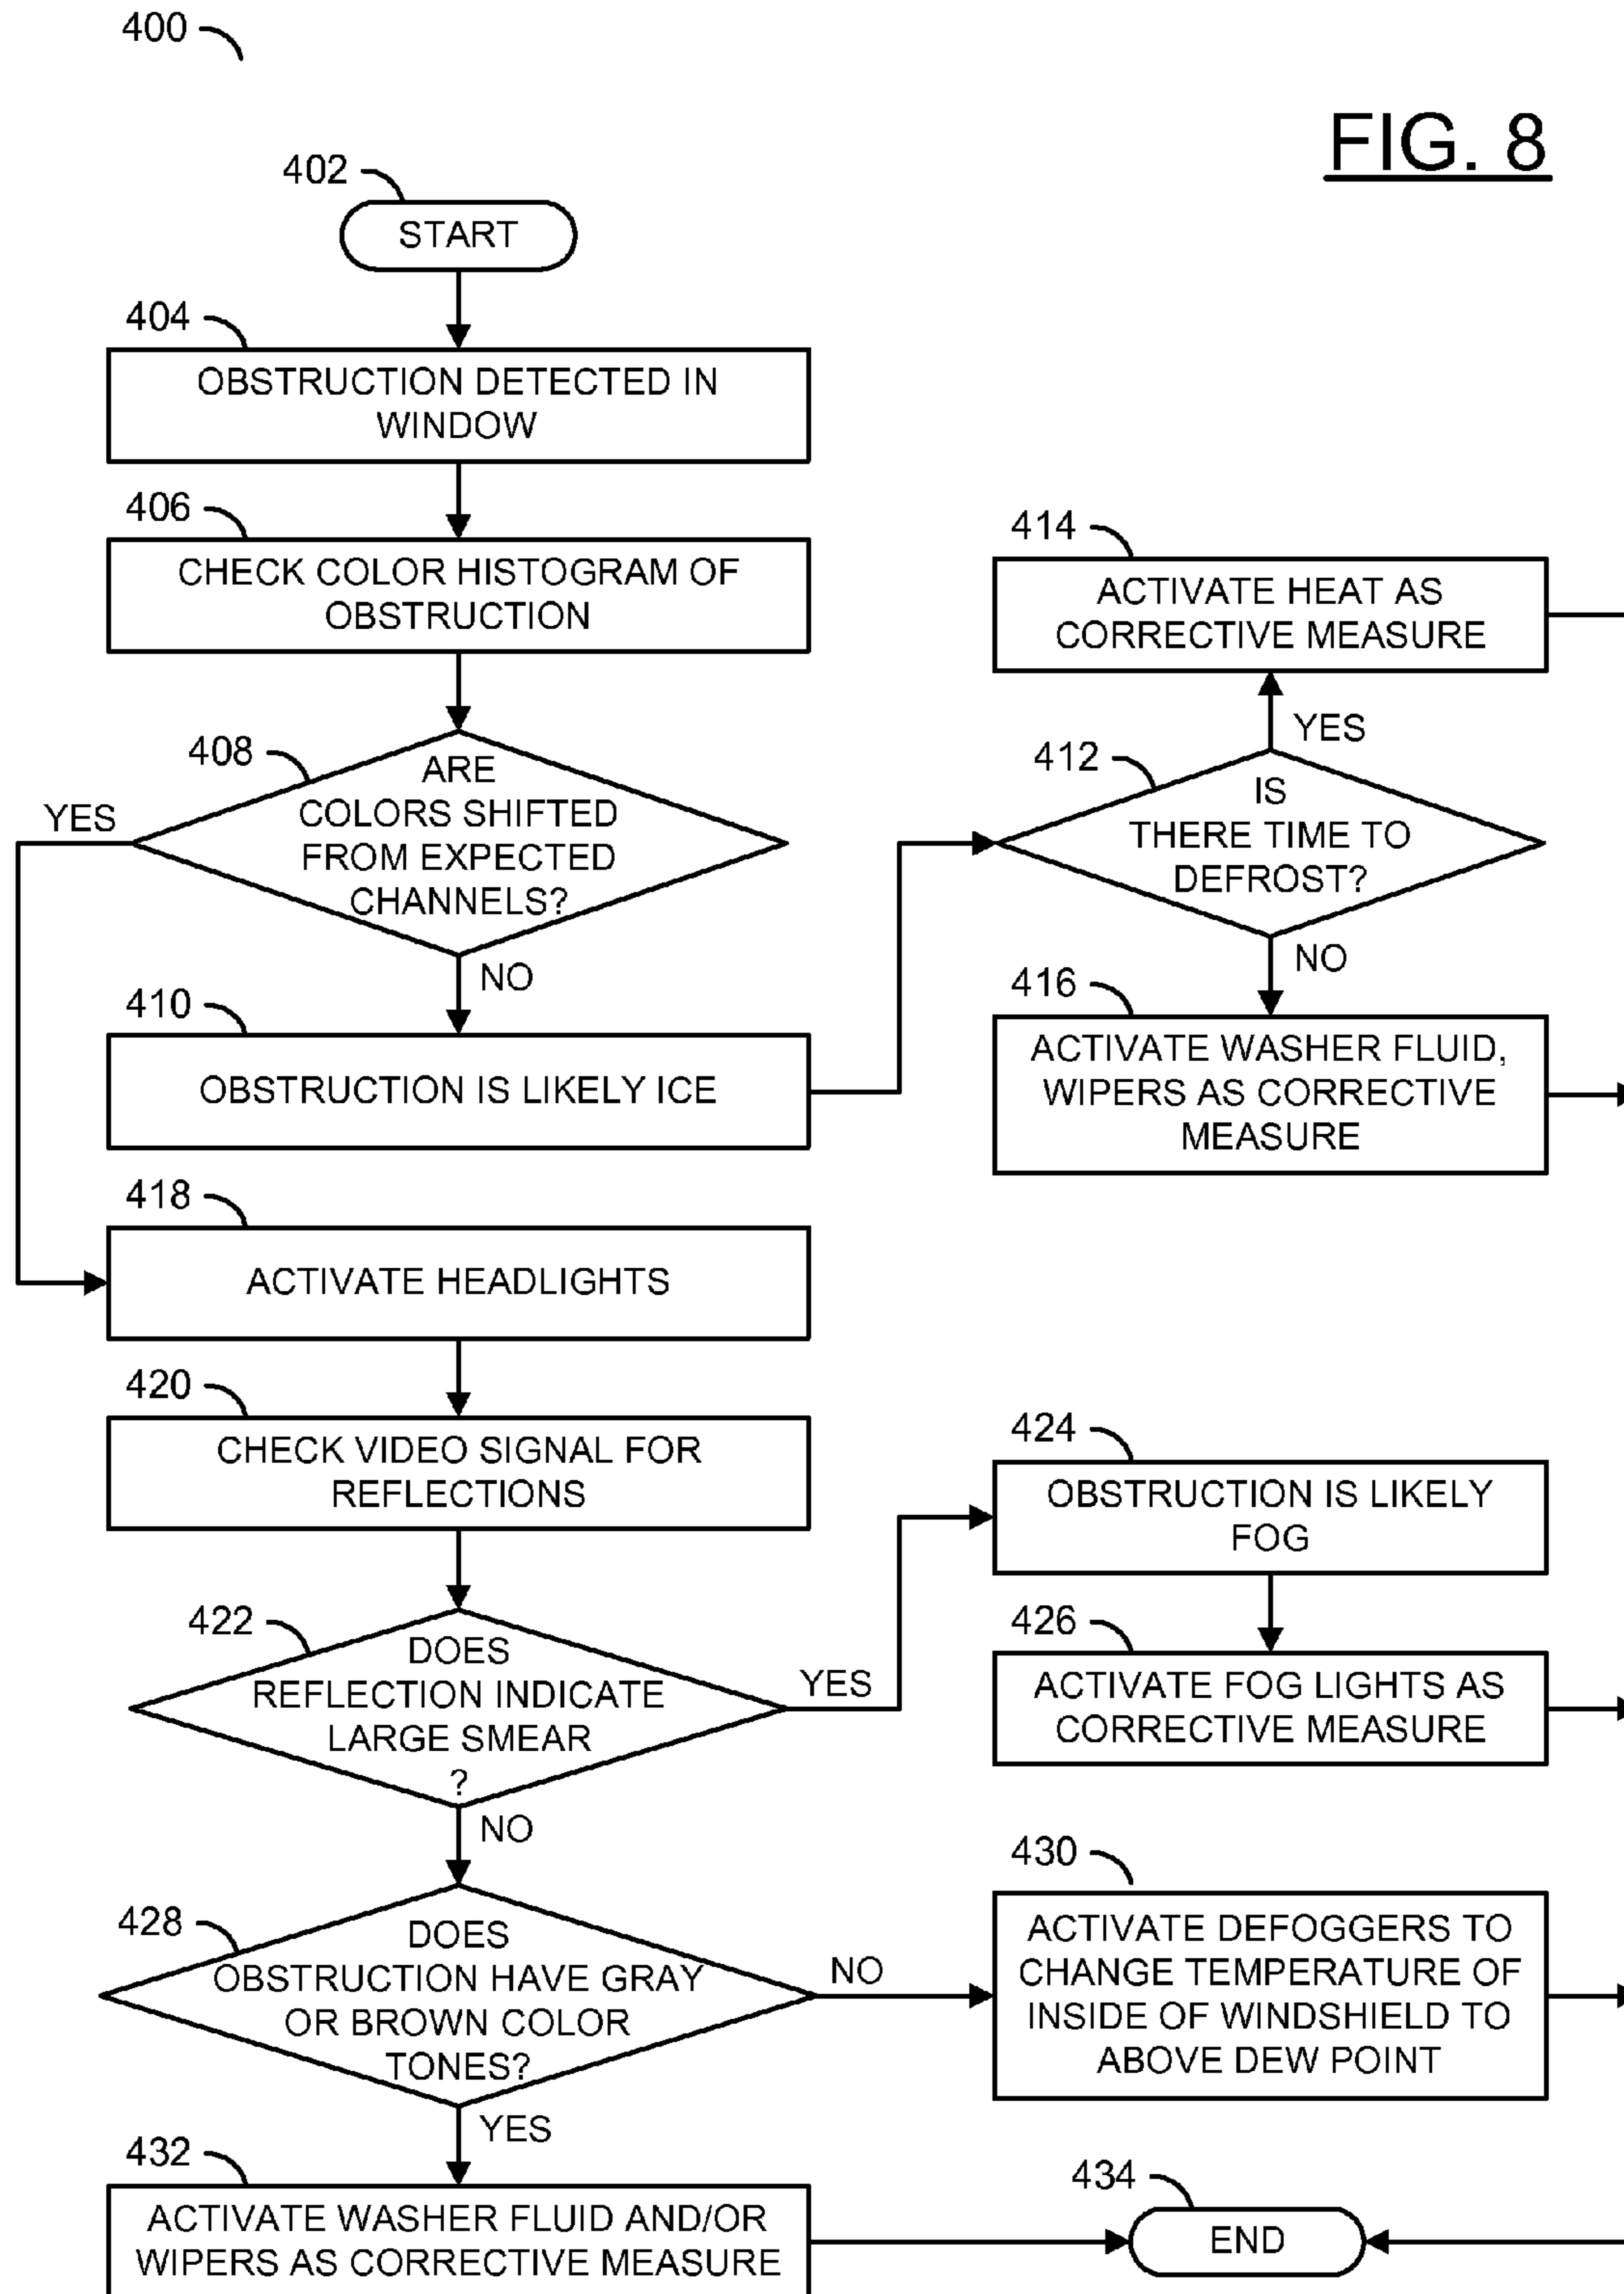 400
FIG. 8
402
START
404
OBSTRUCTION DETECTED IN
WINDOW
406
CHECK COLOR HISTOGRAM OF
OBSTRUCTION
408
ARE
COLORS SHIFTED
FROM EXPECTED
CHANNELS?
YES
NO
410
OBSTRUCTION IS LIKELY ICE
412
IS
THERE TIME TO
DEFROST?
YES
414
ACTIVATE HEAT AS
CORRECTIVE MEASURE
NO
416
ACTIVATE WASHER FLUID,
WIPERS AS CORRECTIVE
MEASURE
418
ACTIVATE HEADLIGHTS
420
CHECK VIDEO SIGNAL FOR
REFLECTIONS
422
DOES
REFLECTION INDICATE
LARGE SMEAR
?
YES
NO
424
OBSTRUCTION IS LIKELY
FOG
426
ACTIVATE FOG LIGHTS AS
CORRECTIVE MEASURE
428
DOES
OBSTRUCTION HAVE GRAY
OR BROWN COLOR
TONES?
NO
YES
430
ACTIVATE DEFOGGERS TO
CHANGE TEMPERATURE OF
INSIDE OF WINDSHIELD TO
ABOVE DEW POINT
432
ACTIVATE WASHER FLUID AND/OR
WIPERS AS CORRECTIVE MEASURE
434
END